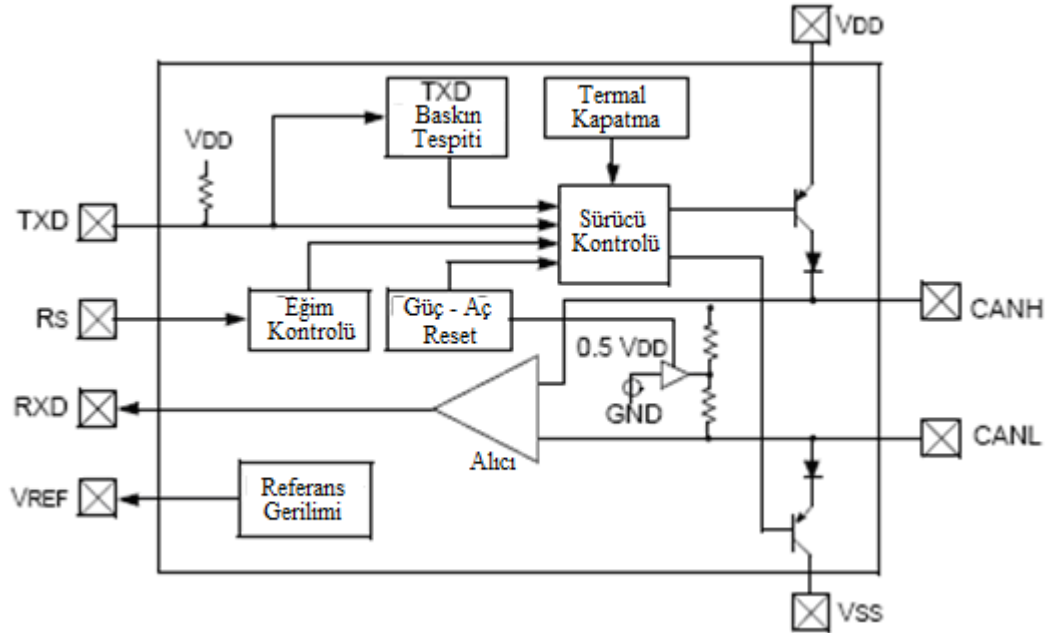 VDD
TXD
Baskın
Tespiti
Termal
Kapatma
VDD
TXD
Sürücü
Kontrolü
RS
Eğim
Kontrolü
Güç - Aç
Reset
CANH
0.5 VDD
GND
RXD
CANL
Alıcı
VREF
Referans
Gerilimi
VSS